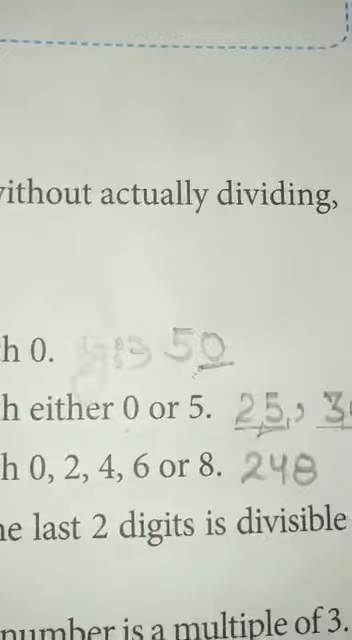 without actually dividing,
h 0. 50
h either 0 or 5. 25, 3
h 0, 2, 4, 6 or 8. 248
he last 2 digits is divisible
number is a multiple of 3.